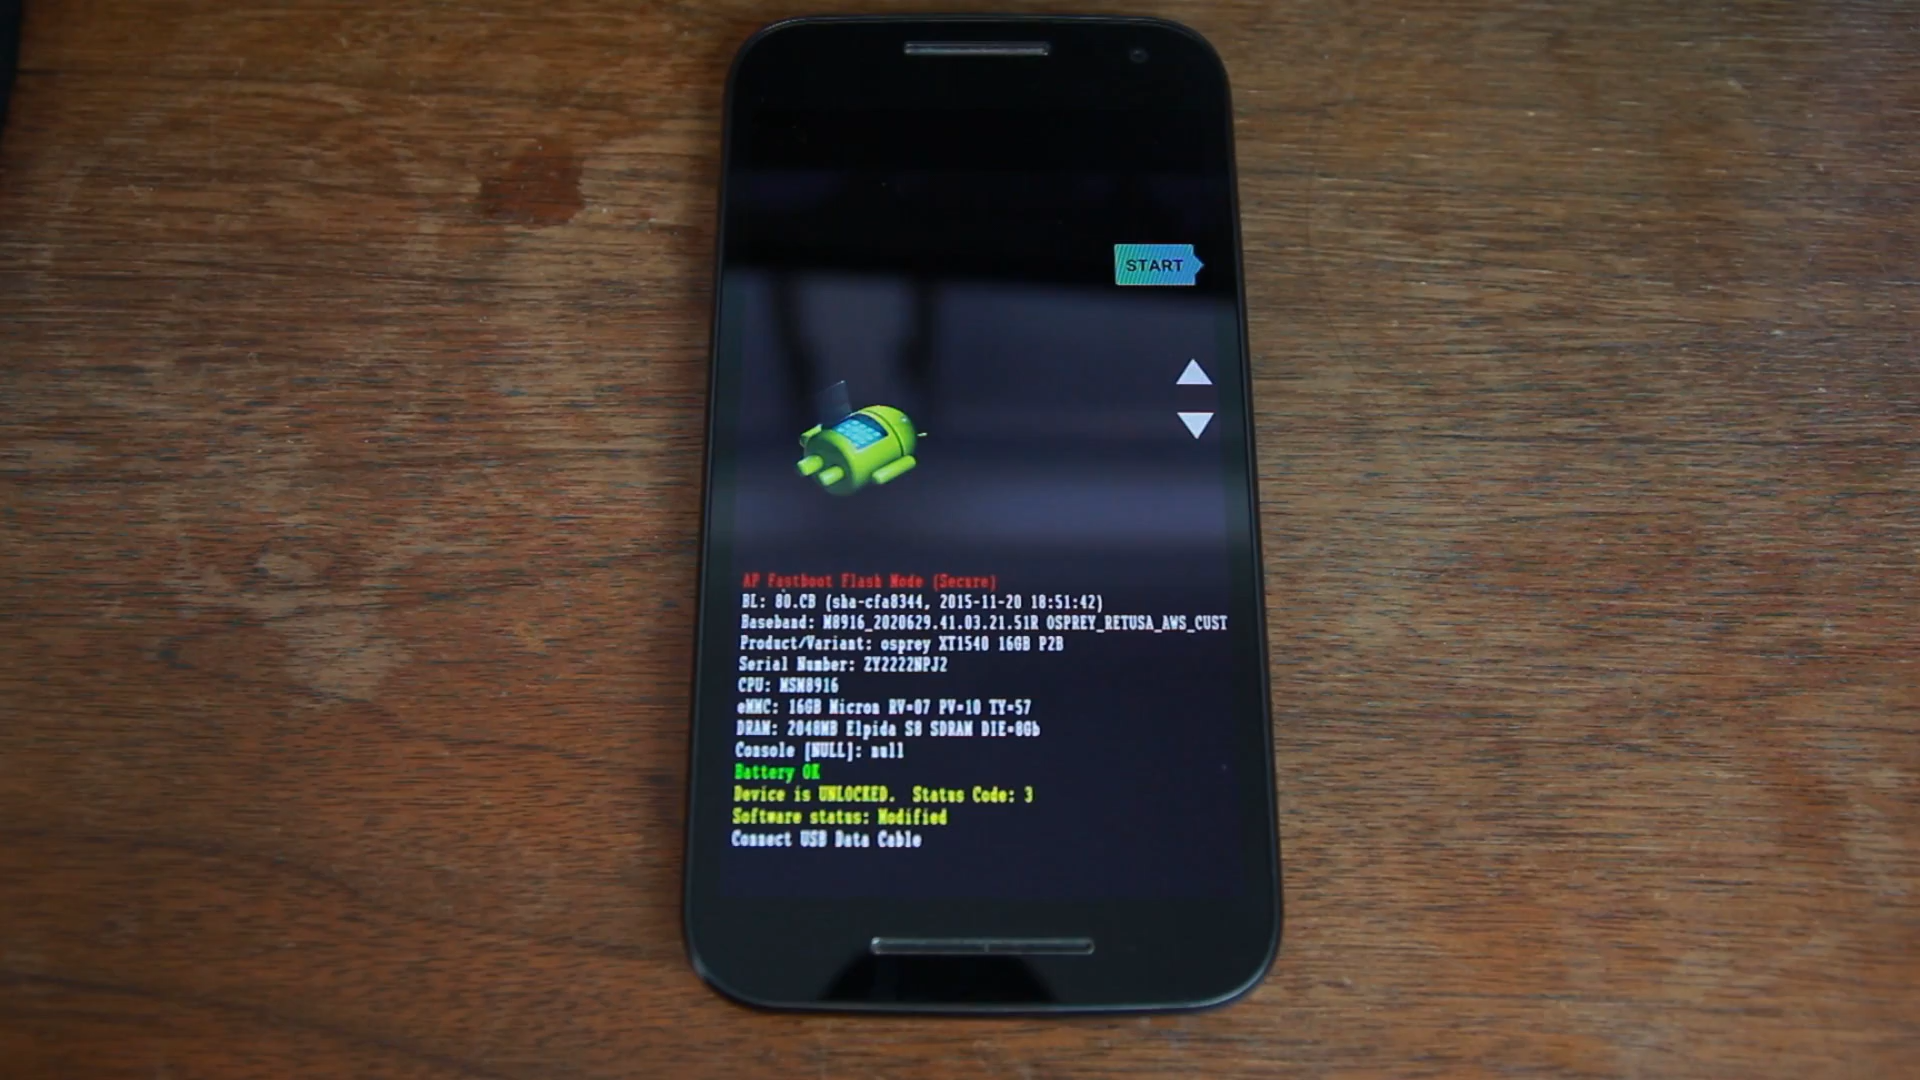 START
AP Fastboot Flash Mode (Secure)
BL: 80.CB (sha-cfa8344, 2015-11-20 18:51:42)
Baseband: M8916_2020629.41.03.21.51R OSPREY_RETUSA_AWS_CUST
Product/Variant: osprey XT1540 16GB P2B
Serial Number: ZY2222NPJ2
CPU: MSM8916
eMMC: 16GB Micron RV=07 PV=10 TY=57
DRAM: 2048MB Elpida S8 SDRAM DIE=8Gb
Console [NULL]: null
Battery OK
Device is UNLOCKED. Status Code: 3
Software status: Modified
Connect USB Data Cable